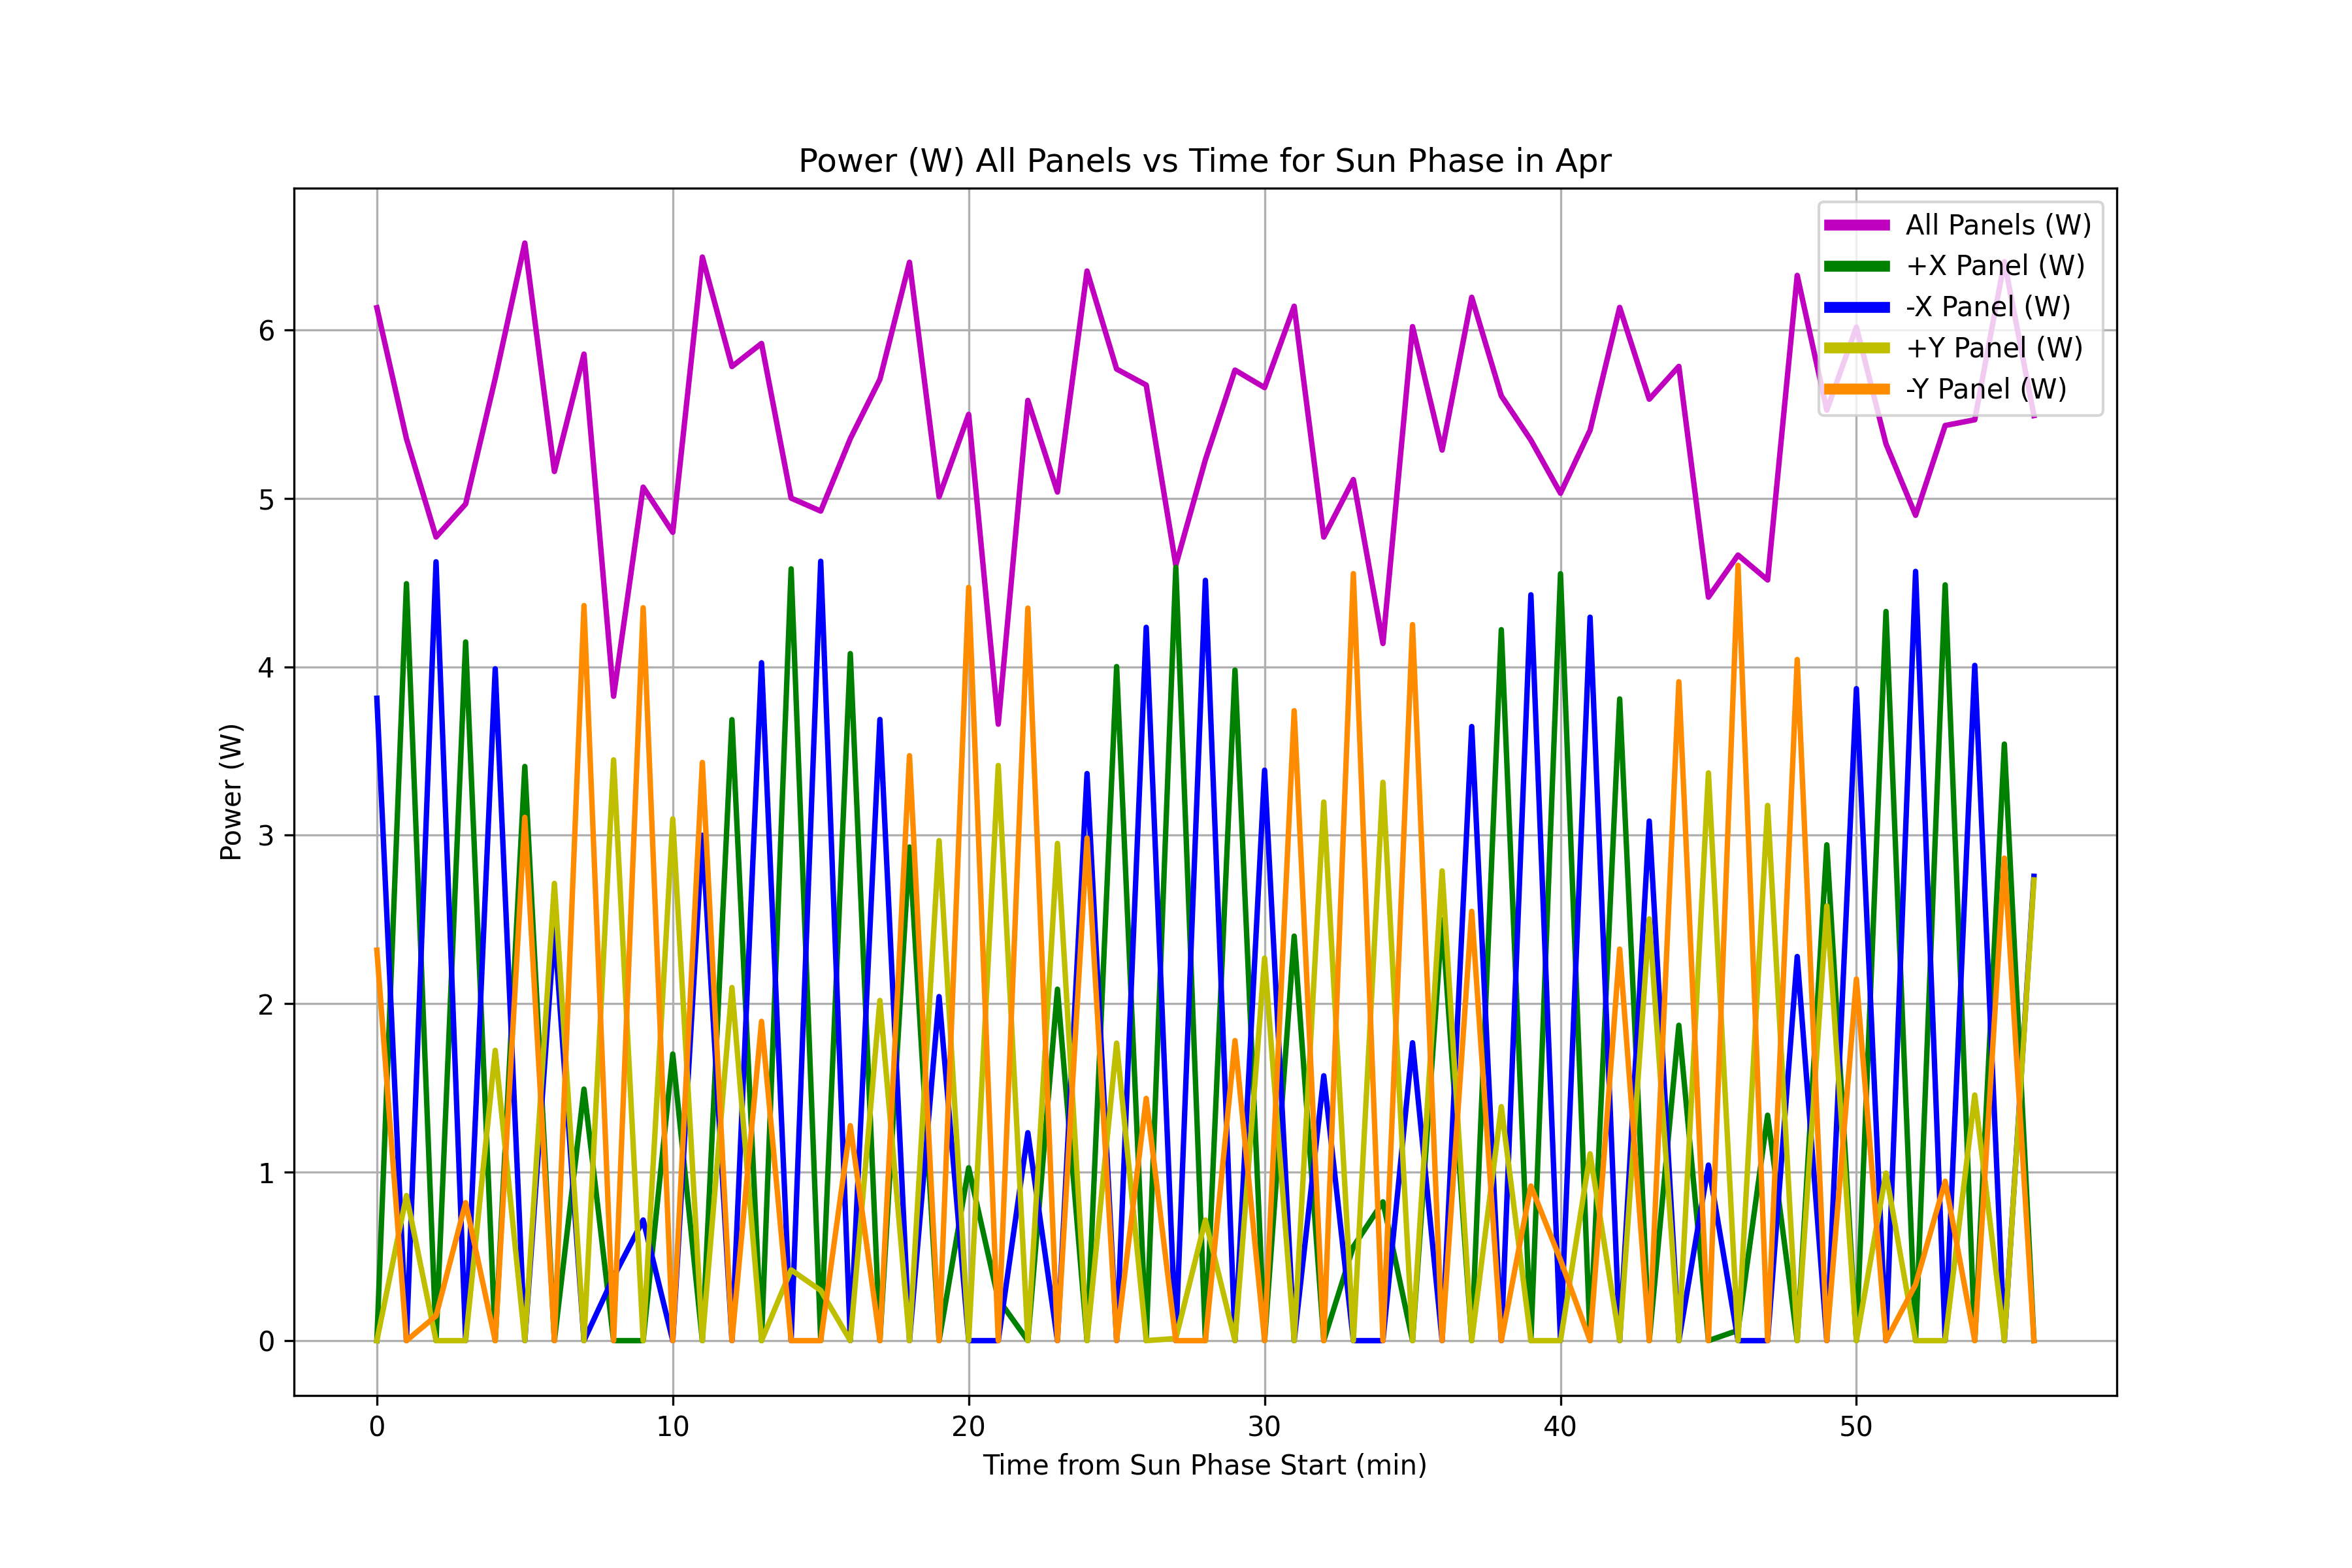 Power (W) All Panels vs Time for Sun Phase in Apr
All Panels (W)
+X Panel (W)
-X Panel (W)
+Y Panel (W)
-Y Panel (W)
Power (W)
6
5
4
3
2
1
0
0 10 20 30 40 50
Time from Sun Phase Start (min)